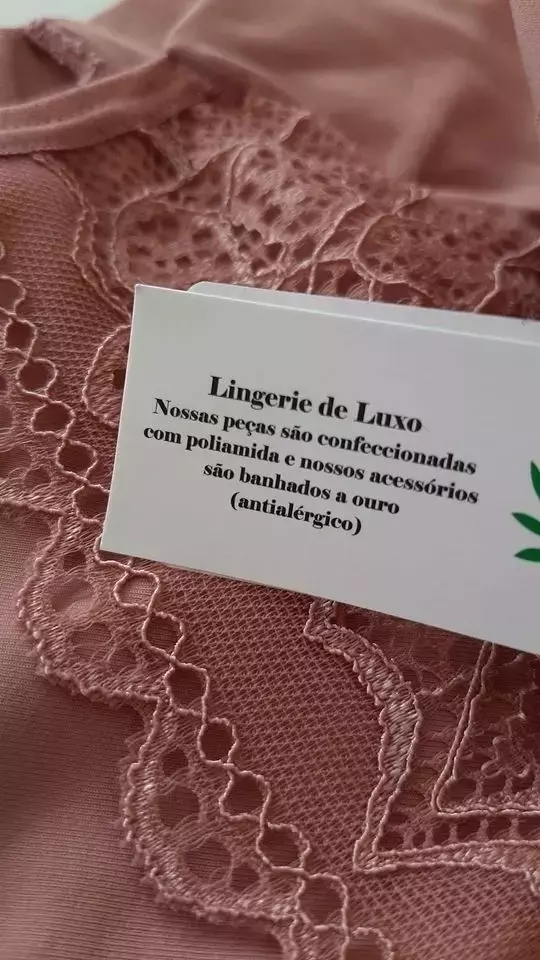 Lingerie de Luxo
Nossas peças são confeccionadas
com poliamida e nossos acessórios
são banhados a ouro
(antialérgico)